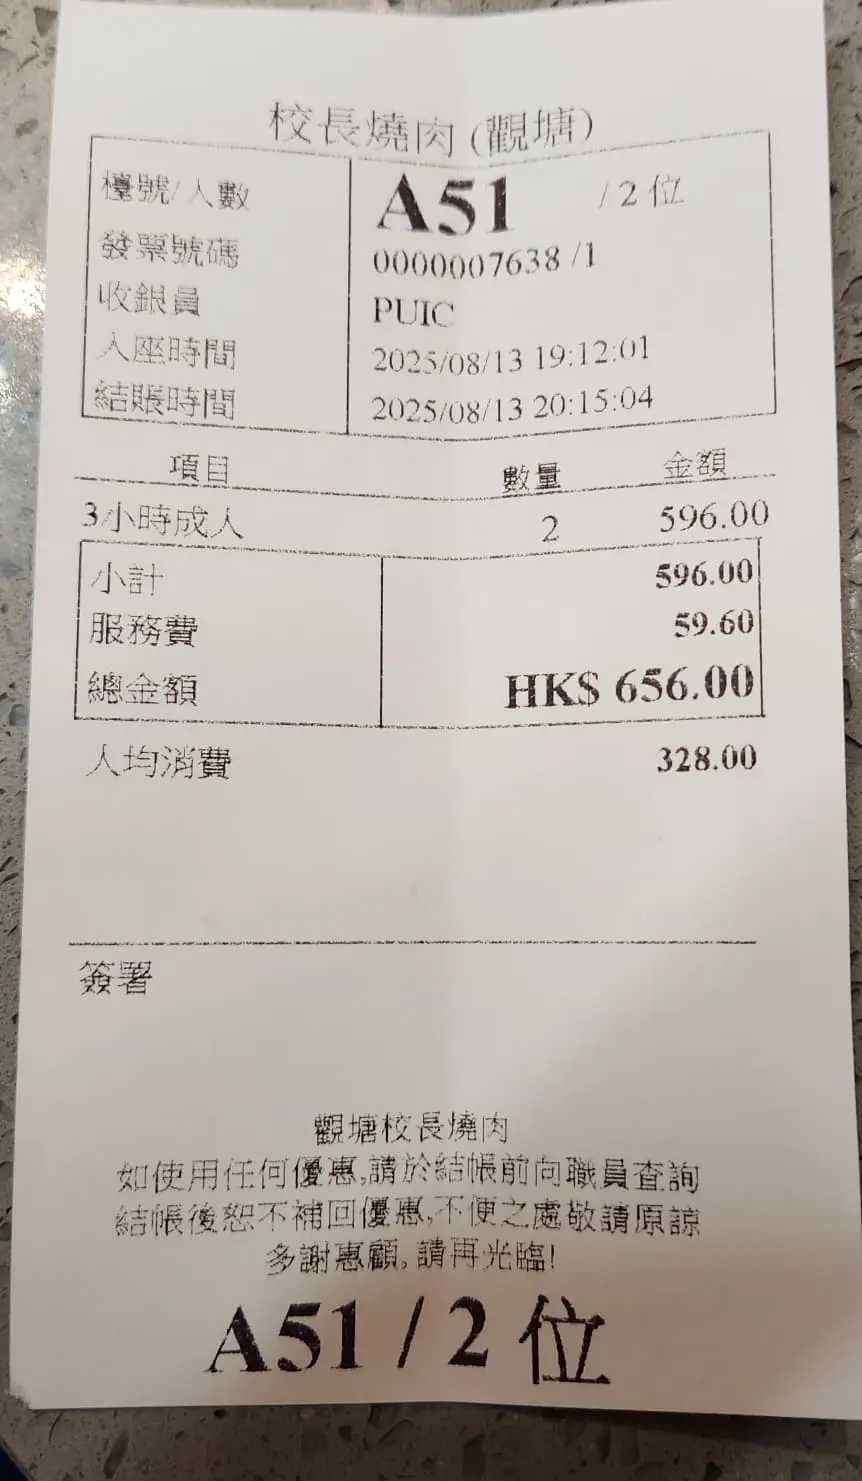 校長燒肉(觀塘)
檯號/人數 A51 /2位
發票號碼 0000007638 /1
收銀員 PUIC
入座時間 2025/08/13 19:12:01
結賬時間 2025/08/13 20:15:04
項目 數量 金額
3小時成人 2 596.00
小計 596.00
服務費 59.60
總金額 HK$ 656.00
人均消費 328.00
簽署
觀塘校長燒肉
如使用任何優惠,請於結帳前向職員查詢
結帳後恕不補回優惠,不便之處敬請原諒
多謝惠顧,請再光臨!
A51 / 2 位